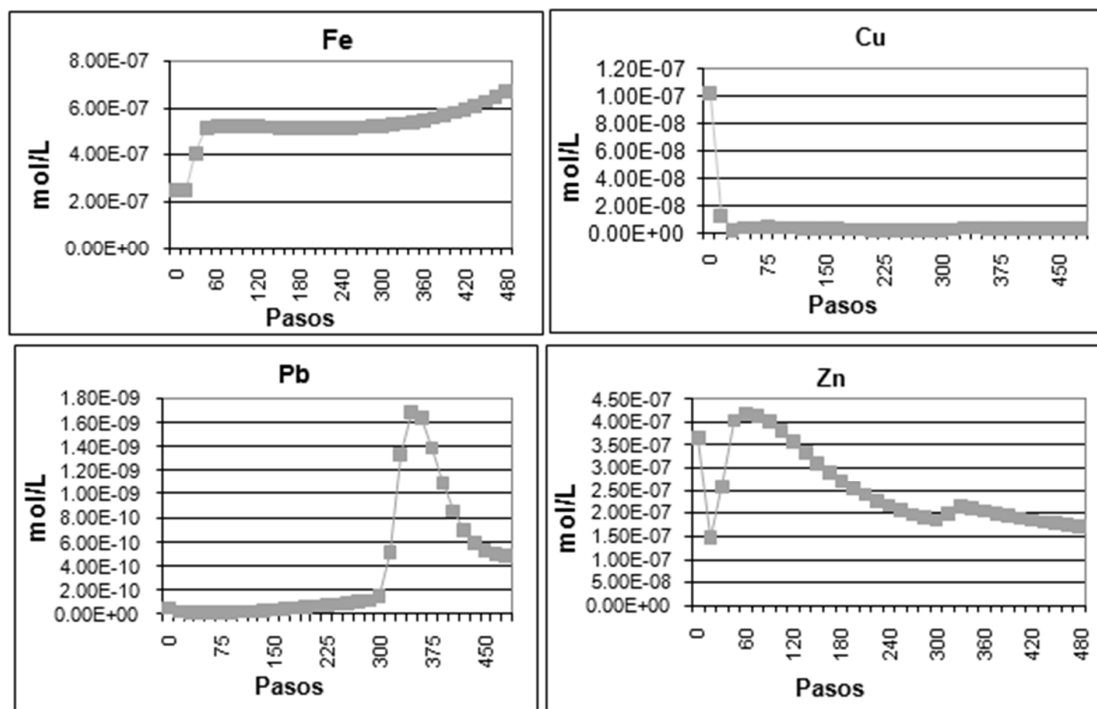 Fe
8.00E-07
6.00E-07
4.00E-07
2.00E-07
0.00E+00
mol/L
0 60 120 180 240 300 360 420 480
Pasos
Cu
1.20E-07
1.00E-07
8.00E-08
6.00E-08
4.00E-08
2.00E-08
0.00E+00
mol/L
0 75 150 225 300 375 450
Pasos
Pb
1.80E-09
1.60E-09
1.40E-09
1.20E-09
1.00E-09
8.00E-10
6.00E-10
4.00E-10
2.00E-10
0.00E+00
mol/L
0 75 150 225 300 375 450
Pasos
Zn
4.50E-07
4.00E-07
3.50E-07
3.00E-07
2.50E-07
2.00E-07
1.50E-07
1.00E-07
5.00E-08
0.00E+00
mol/L
0 60 120 180 240 300 360 420 480
Pasos